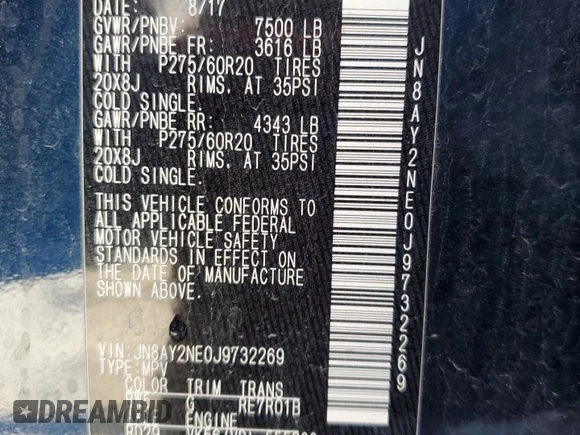 DATE: 8/17
GVWR/PNBV: 7500 LB
GAWR/PNBE FR: 3616 LB
WITH P275/60R20 TIRES
20X8J RIMS, AT 35PSI
COLD SINGLE.
GAWR/PNBE RR: 4343 LB
WITH P275/60R20 TIRES
20X8J RIMS, AT 35PSI
COLD SINGLE.
THIS VEHICLE CONFORMS TO
ALL APPLICABLE FEDERAL
MOTOR VEHICLE SAFETY
STANDARDS IN EFFECT ON
THE DATE OF MANUFACTURE
SHOWN ABOVE.
VIN:JN8AY2NE0J9732269
TYPE:MPV
COLOR TRIM TRANS
G RE7R01B
ENGINE
JN8AY2NE0J9732269
DREAMBID
RE7DBID